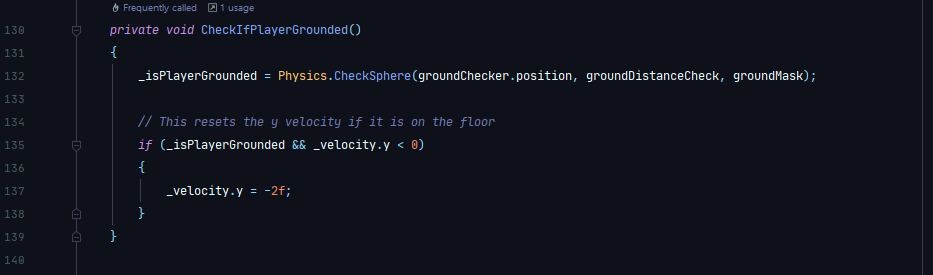 Frequently called 1 usage
130 private void CheckIfPlayerGrounded()
131 {
132 _isPlayerGrounded = Physics.CheckSphere(groundChecker.position, groundDistanceCheck, groundMask);
133
134 // This resets the y velocity if it is on the floor
135 if (_isPlayerGrounded && _velocity.y < 0)
136 {
137 _velocity.y = -2f;
138 }
139 }
140